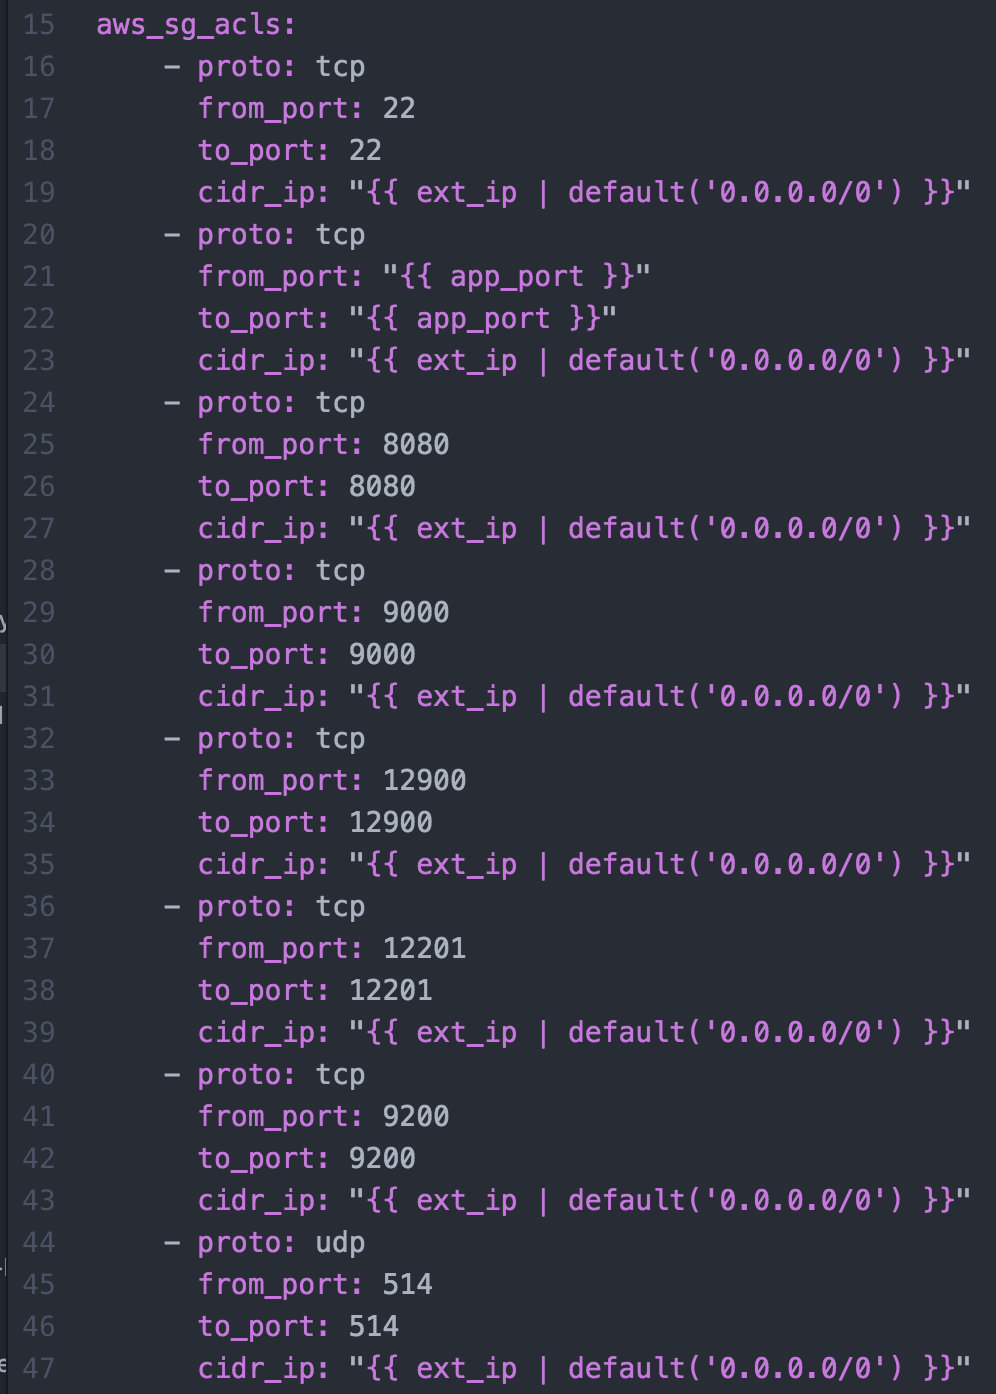 15 aws_sg_acls:
16 - proto: tcp
17 from_port: 22
18 to_port: 22
19 cidr_ip: "{{ ext_ip | default('0.0.0.0/0') }}"
20 - proto: tcp
21 from_port: "{{ app_port }}"
22 to_port: "{{ app_port }}"
23 cidr_ip: "{{ ext_ip | default('0.0.0.0/0') }}"
24 - proto: tcp
25 from_port: 8080
26 to_port: 8080
27 cidr_ip: "{{ ext_ip | default('0.0.0.0/0') }}"
28 - proto: tcp
29 from_port: 9000
30 to_port: 9000
31 cidr_ip: "{{ ext_ip | default('0.0.0.0/0') }}"
32 - proto: tcp
33 from_port: 12900
34 to_port: 12900
35 cidr_ip: "{{ ext_ip | default('0.0.0.0/0') }}"
36 - proto: tcp
37 from_port: 12201
38 to_port: 12201
39 cidr_ip: "{{ ext_ip | default('0.0.0.0/0') }}"
40 - proto: tcp
41 from_port: 9200
42 to_port: 9200
43 cidr_ip: "{{ ext_ip | default('0.0.0.0/0') }}"
44 - proto: udp
45 from_port: 514
46 to_port: 514
47 cidr_ip: "{{ ext_ip | default('0.0.0.0/0') }}"